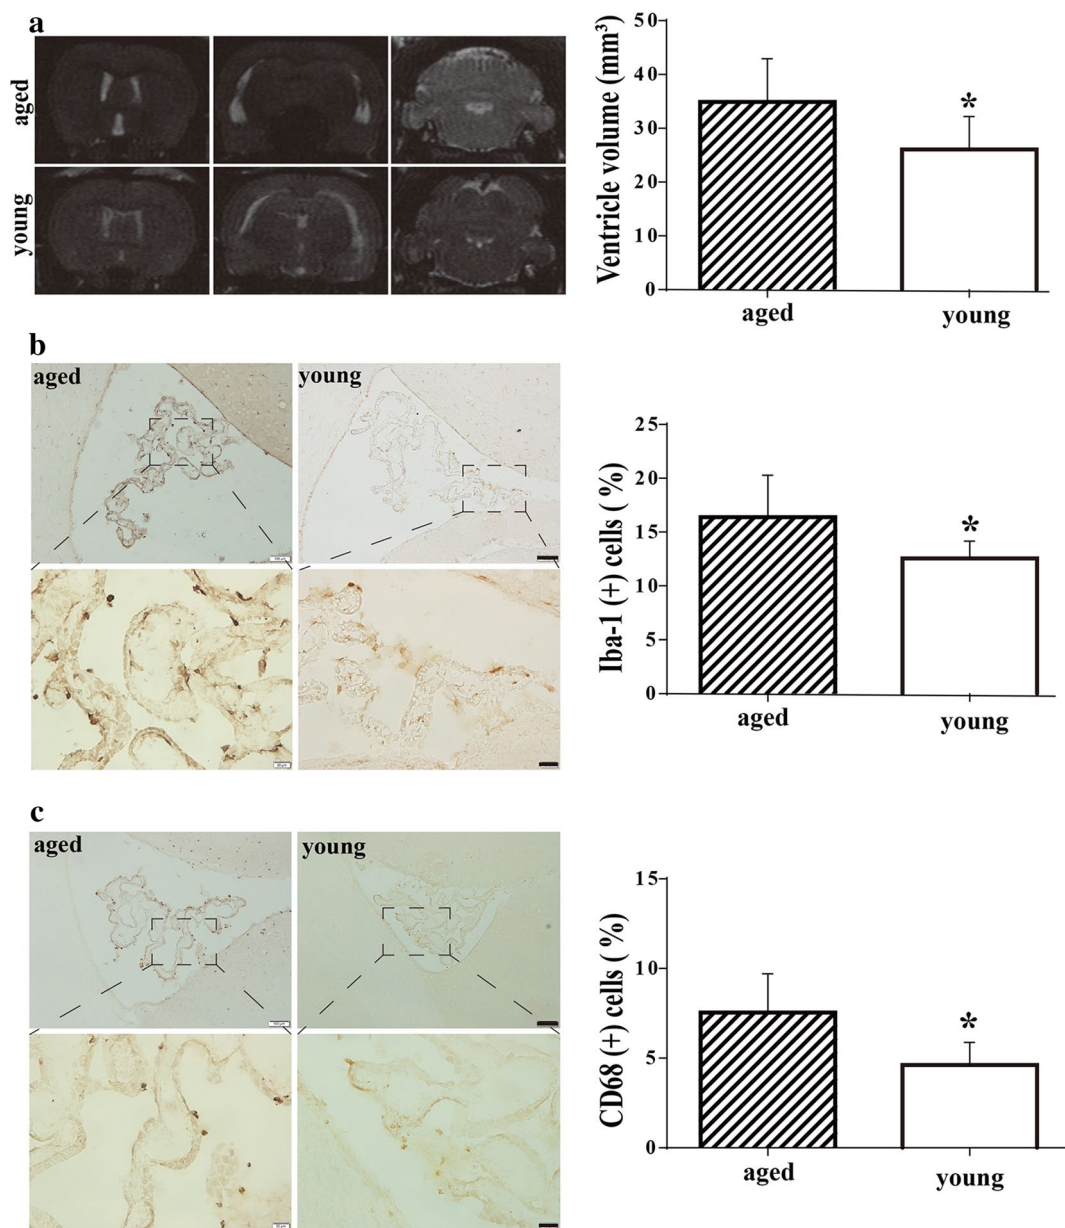 a
aged
young
Ventricle volume (mm³)
50
40
30
20
10
0
*
aged
young
b
aged
young
Iba-1 (+) cells ( %)
25
20
15
10
5
0
*
aged
young
c
aged
young
CD68 (+) cells ( %)
15
10
5
0
*
aged
young